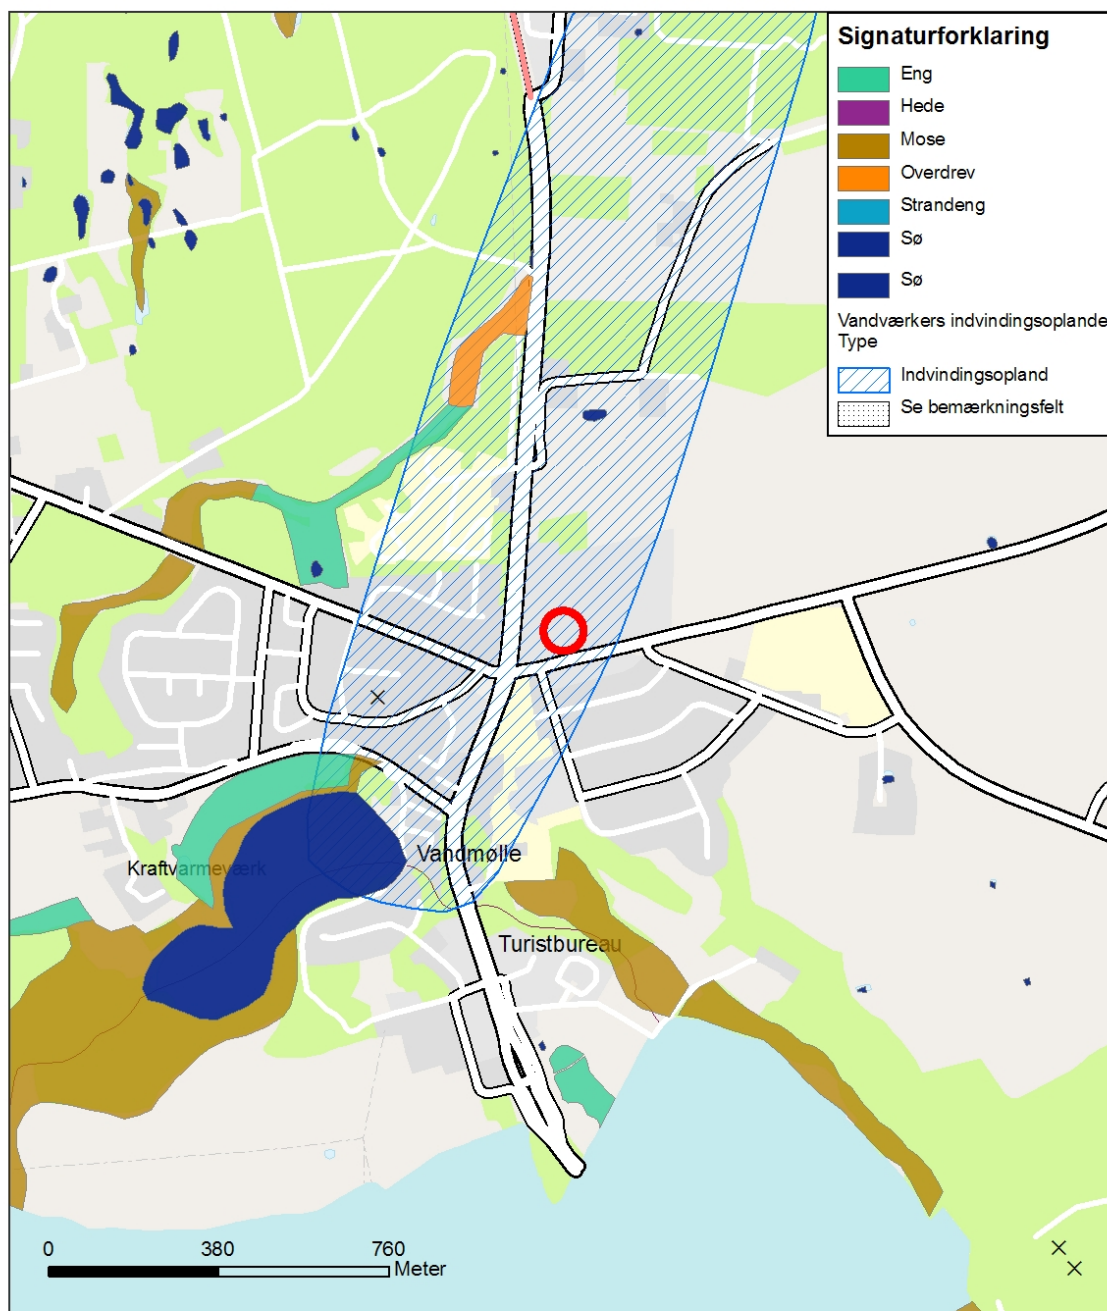 Signaturforklaring
Eng
Hede
Mose
Overdrev
Strandeng
Sø
Sø
Vandværkers indvindingsoplande
Type
Indvindingsopland
Se bemærkningsfelt
Vandmølle
Kraftvarmeværk
Turistbureau
0 380 760
Meter